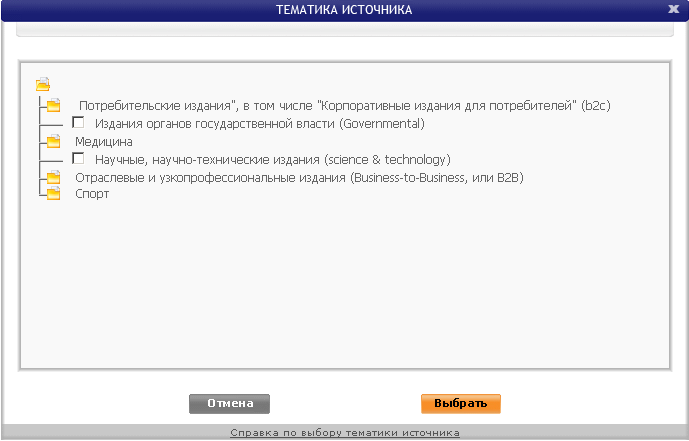 ТЕМАТИКА ИСТОЧНИКА
Потребительские издания", в том числе "Корпоративные издания для потребителей" (b2c)
Издания органов государственной власти (Governmental)
Медицина
Научные, научно-технические издания (science & technology)
Отраслевые и узкопрофессиональные издания (Business-to-Business, или B2B)
Спорт
Отмена
Выбрать
Справка по выбору тематики источника